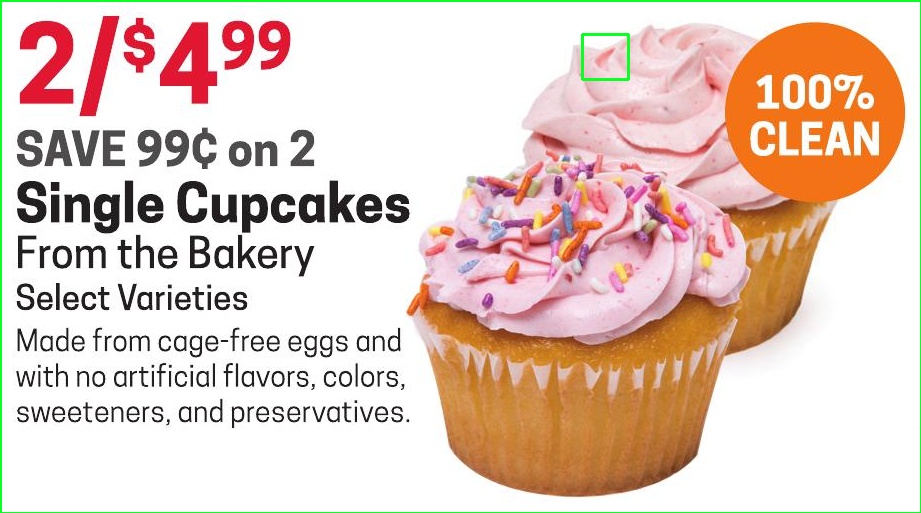 2/$4.99
SAVE 99¢ on 2
Single Cupcakes
From the Bakery
Select Varieties
Made from cage-free eggs and
with no artificial flavors, colors,
sweeteners, and preservatives.
100%
CLEAN